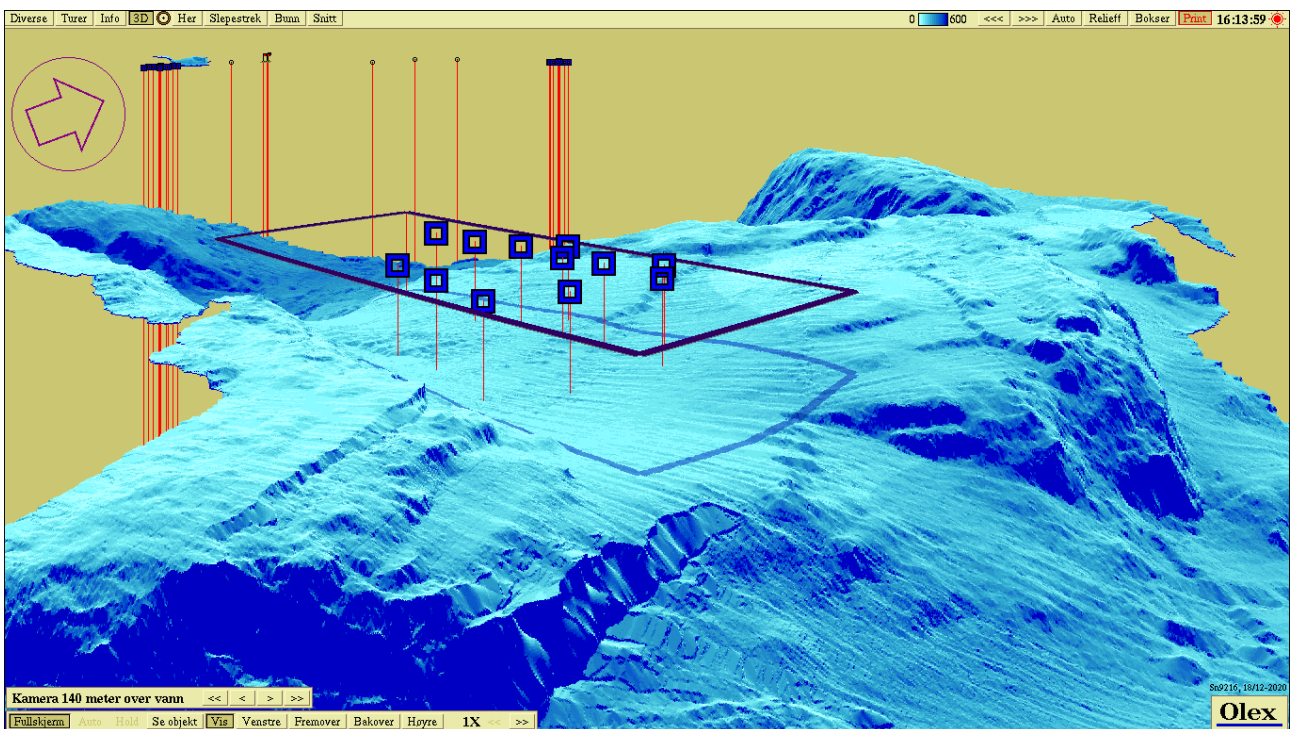 Diverse Turer Info 3D Her Slepestrek Bunn Snitt 0 600 <<< >>> Auto Relieff Bokser Print 16:13:59
Kamera 140 meter over vann << < > >>
Sn9216, 18/12-2020
Fullskjerm Auto Hold Se objekt Vis Venstre Fremover Bakover Høyre 1X << >>
Olex